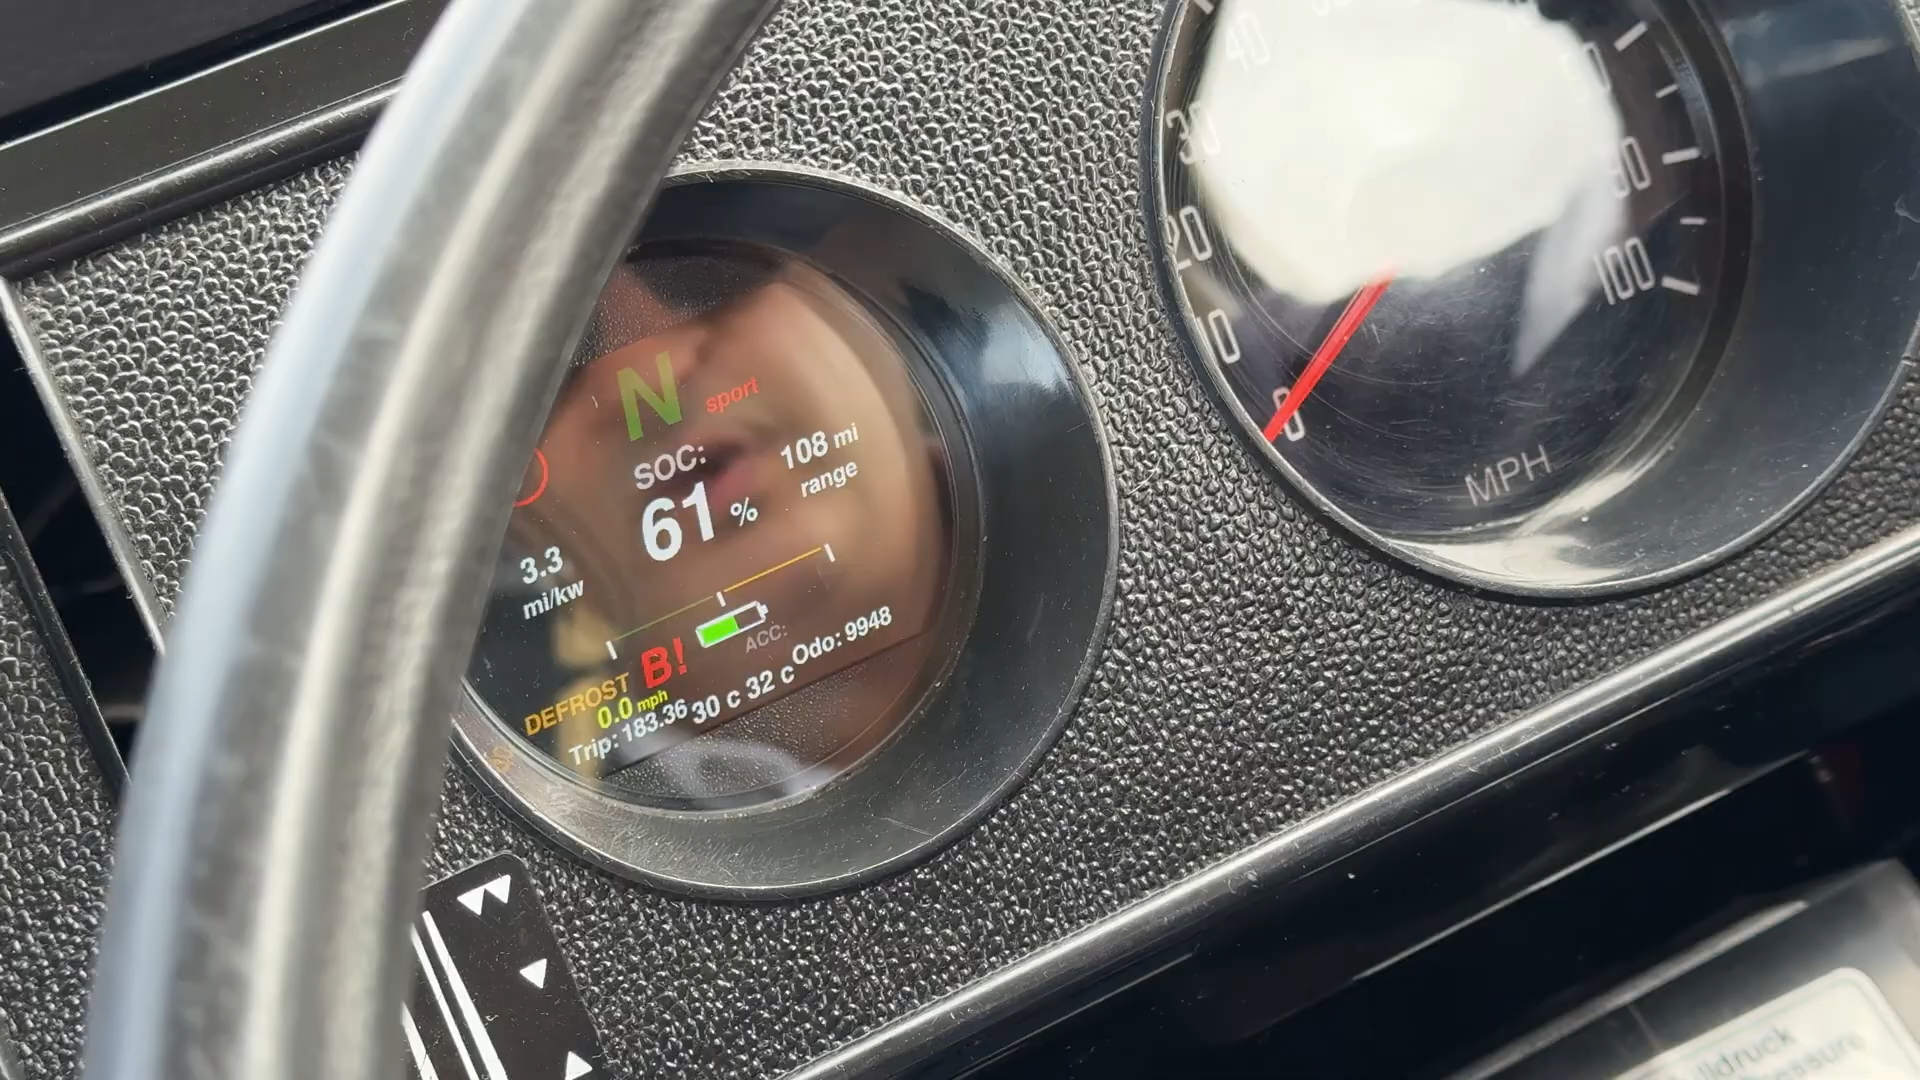 N sport
SOC:
61 %
108 mi
range
3.3
mi/kw
ACC:
B!
DEFROST
0.0 mph
Trip: 183.36
30 c 32 c
Odo: 9948
40
30
20
10
0
90
100
MPH